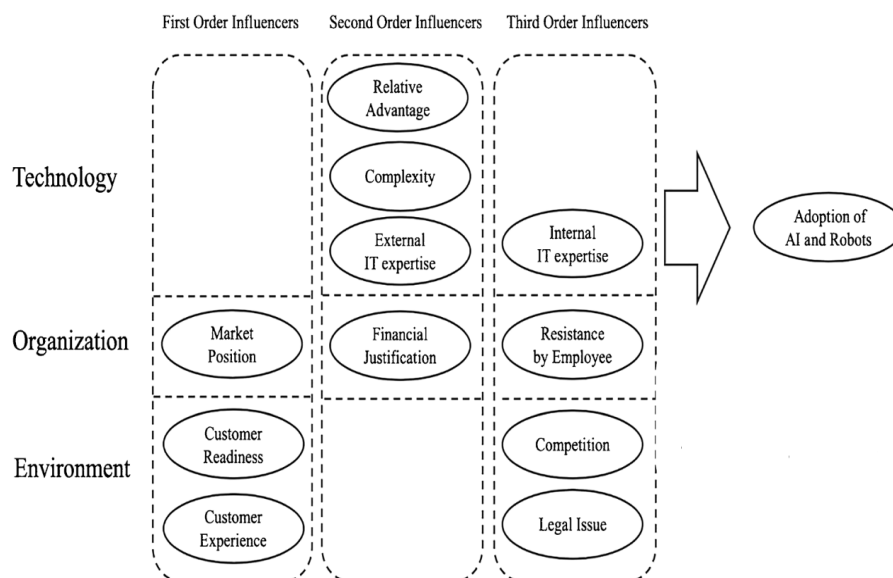 First Order Influencers
Second Order Influencers
Third Order Influencers
Technology
Relative
Advantage
Complexity
External
IT expertise
Internal
IT expertise
Adoption of
AI and Robots
Organization
Market
Position
Financial
Justification
Resistance
by Employee
Environment
Customer
Readiness
Competition
Customer
Experience
Legal Issue